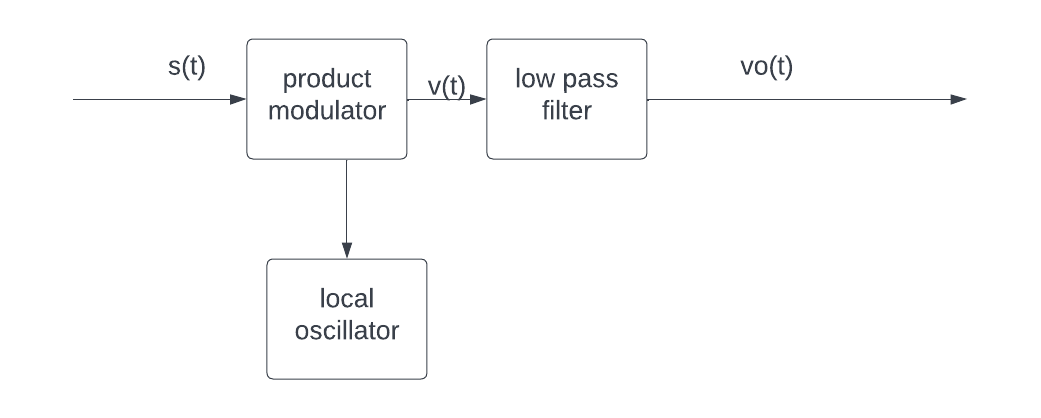 s(t)
product
modulator
v(t)
low pass
filter
vo(t)
local
oscillator